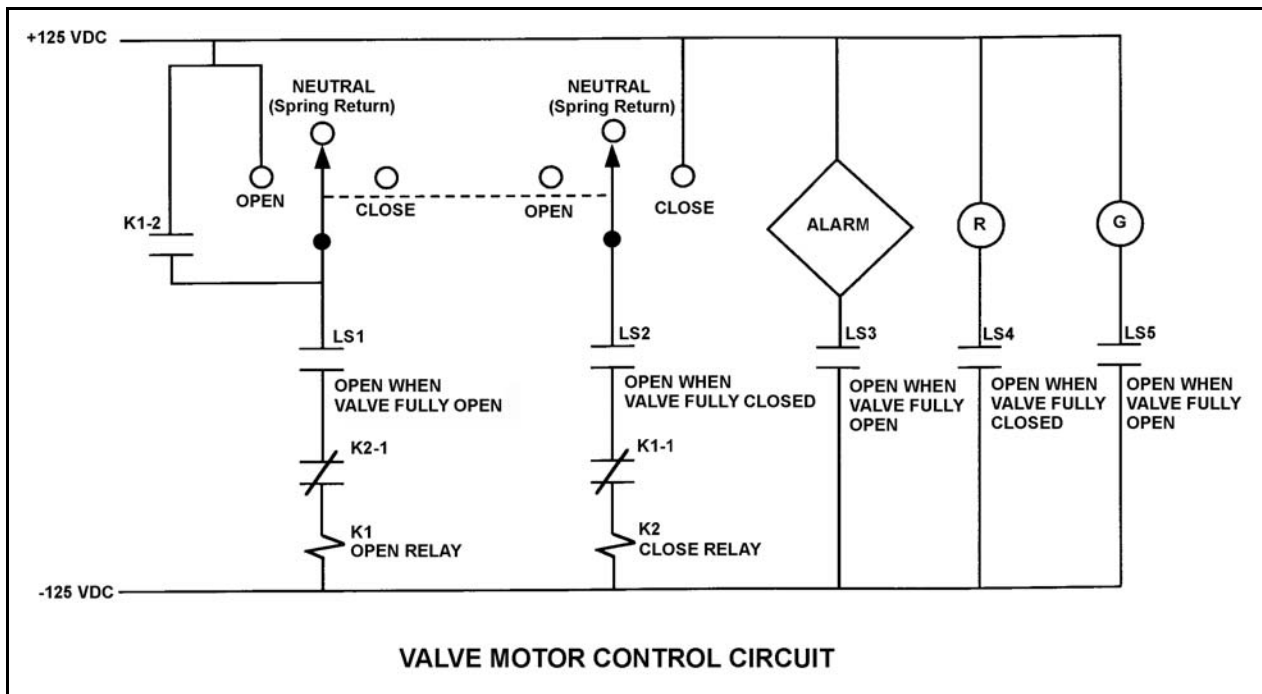 +125 VDC
NEUTRAL
(Spring Return)
NEUTRAL
(Spring Return)
OPEN
CLOSE
OPEN
CLOSE
K1-2
ALARM
R
G
LS1
OPEN WHEN
VALVE FULLY OPEN
LS2
OPEN WHEN
VALVE FULLY CLOSED
LS3
OPEN WHEN
VALVE FULLY
OPEN
LS4
OPEN WHEN
VALVE FULLY
CLOSED
LS5
OPEN WHEN
VALVE FULLY
OPEN
K2-1
K1-1
K1
OPEN RELAY
K2
CLOSE RELAY
-125 VDC
VALVE MOTOR CONTROL CIRCUIT